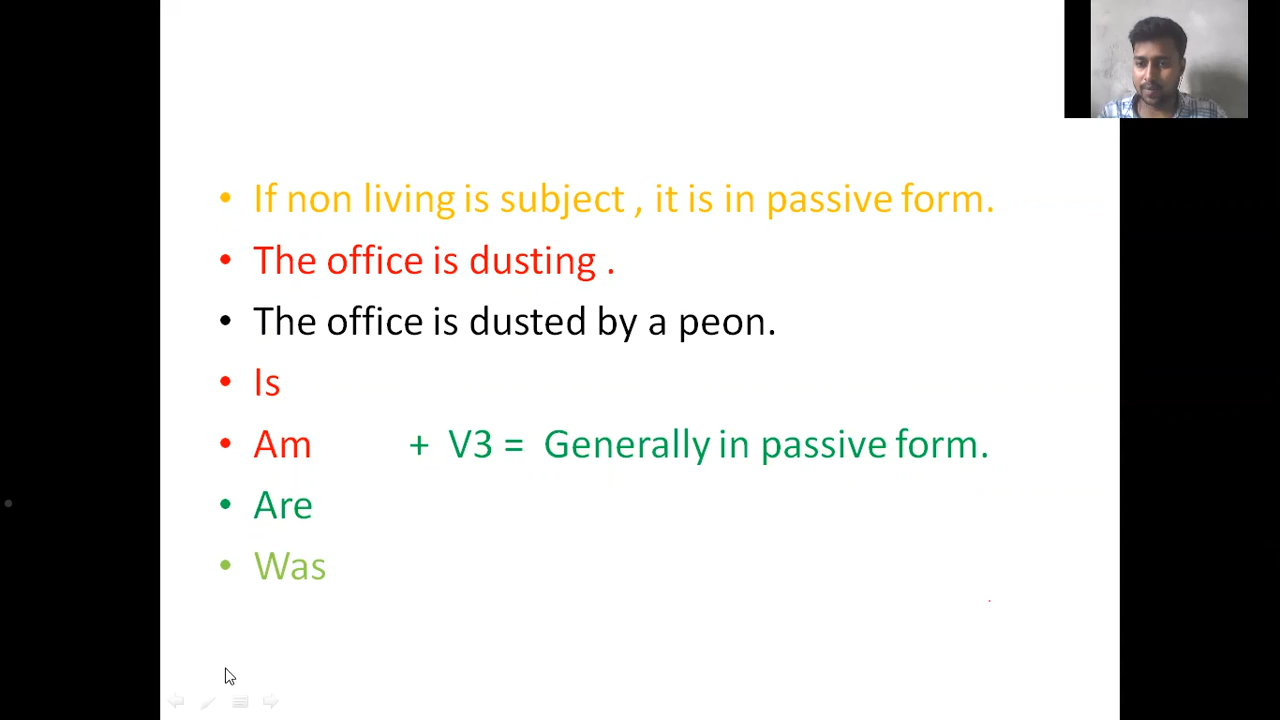 If non living is subject , it is in passive form.
The office is dusting .
The office is dusted by a peon.
Is
Am + V3 = Generally in passive form.
Are
Was